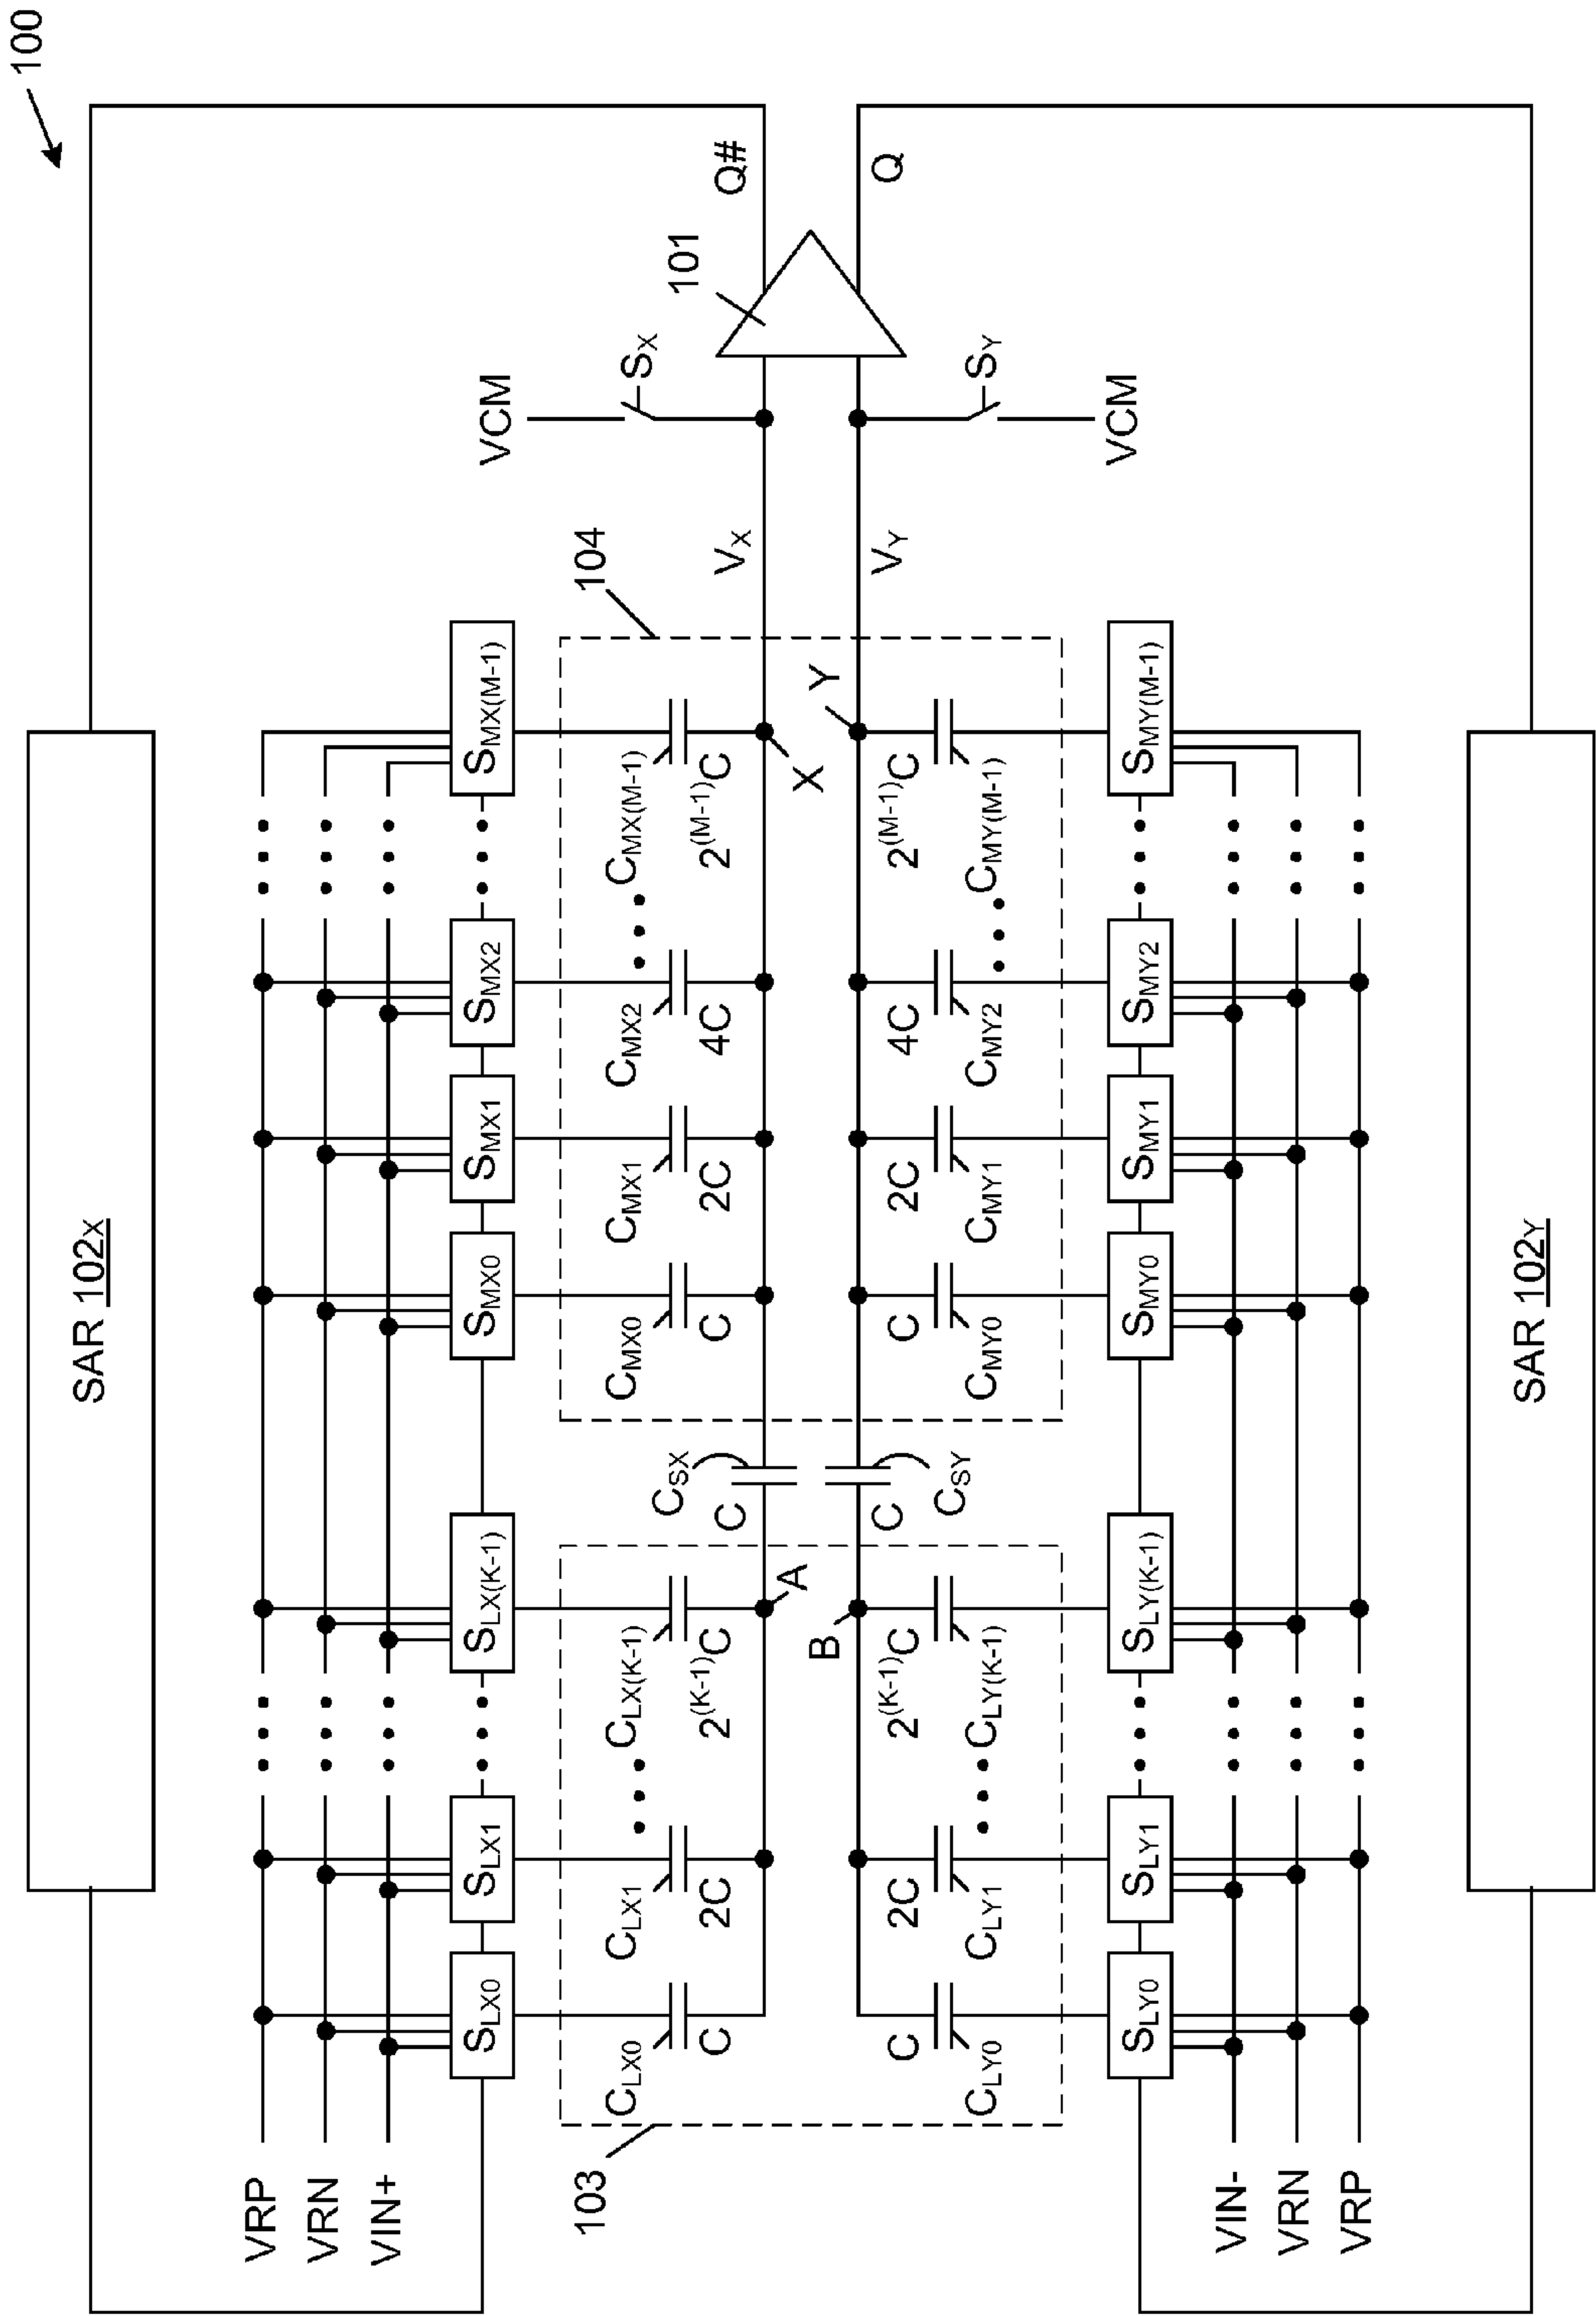 100
SAR 102X
VRP
VRN
VIN+
SLX0
SLX1
SLX(K-1)
SMX0
SMX1
SMX2
SMX(M-1)
103
104
CLX0
CLX1
CLX(K-1)
CMX0
CMX1
CMX2
CMX(M-1)
C
2C
2(K-1)C
CSX
C
C
2C
4C
2(M-1)C
A
X
VX
VCM
SX
101
Q#
B
Y
VY
VCM
SY
Q
C
2C
2(K-1)C
C
CSY
C
2C
4C
2(M-1)C
CLY0
CLY1
CLY(K-1)
CMY0
CMY1
CMY2
CMY(M-1)
SLY0
SLY1
SLY(K-1)
SMY0
SMY1
SMY2
SMY(M-1)
VIN-
VRN
VRP
SAR 102Y